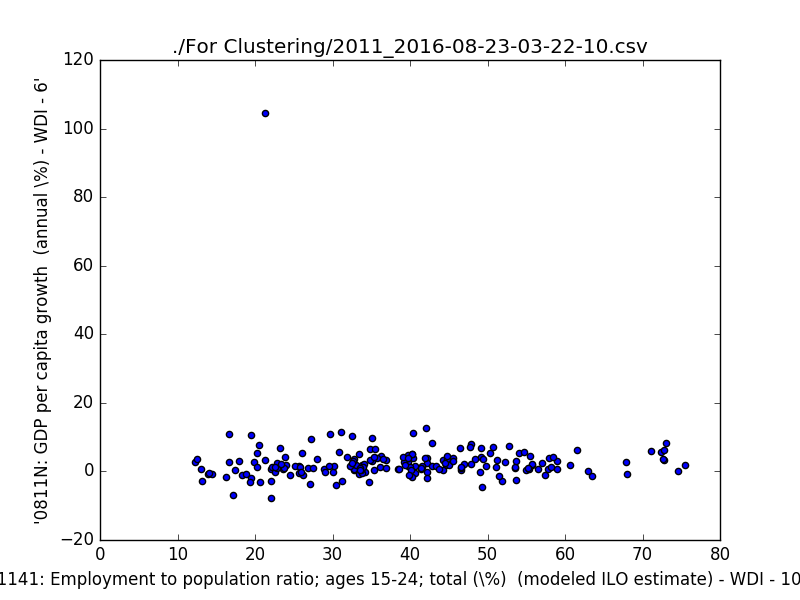 ./For Clustering/2011_2016-08-23-03-22-10.csv
120
100
80
60
40
20
0
−20
'0811N: GDP per capita growth  (annual \%) - WDI - 6'
0 10 20 30 40 50 60 70 80
1141: Employment to population ratio; ages 15-24; total (\%)  (modeled ILO estimate) - WDI - 10